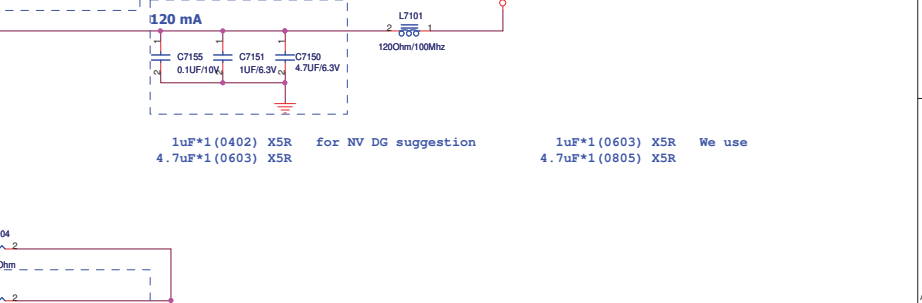 120 mA
L7101
2 1
120Ohm/100Mhz
1 1 1
C7155 C7151 C7150
0.1UF/10V 1UF/6.3V 4.7UF/6.3V
2 2 2
1uF*1(0402) X5R for NV DG suggestion 1uF*1(0603) X5R We use
4.7uF*1(0603) X5R 4.7uF*1(0805) X5R
04
2
Ohm
2